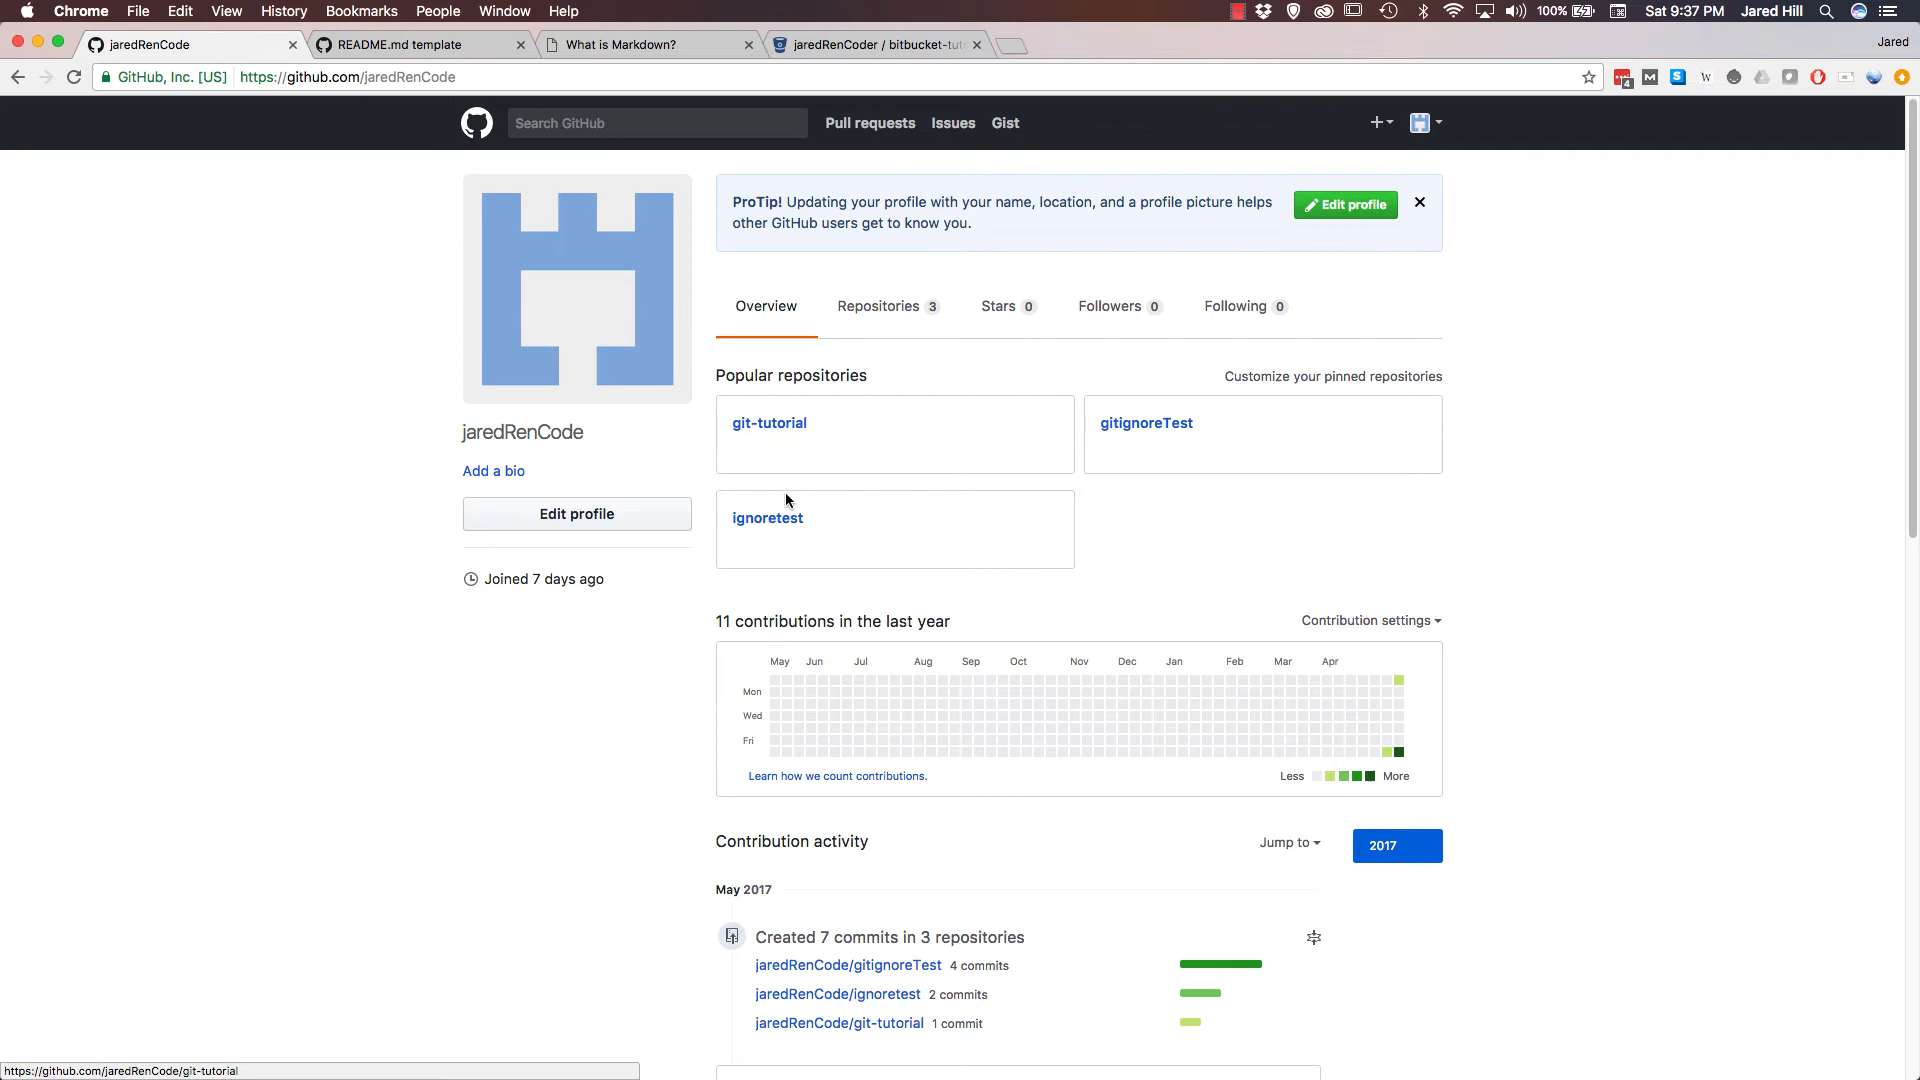 Chrome File Edit View History Bookmarks People Window Help
100% Sat 9:37 PM Jared Hill
jaredRenCode
README.md template
What is Markdown?
jaredRenCoder / bitbucket-tut
Jared
GitHub, Inc. [US] https://github.com/jaredRenCode
4
M
S
W
Search GitHub
Pull requests Issues Gist
ProTip! Updating your profile with your name, location, and a profile picture helps
other GitHub users get to know you.
Edit profile
Overview Repositories 3 Stars 0 Followers 0 Following 0
Popular repositories
Customize your pinned repositories
git-tutorial
gitignoreTest
jaredRenCode
Add a bio
Edit profile
ignoretest
Joined 7 days ago
11 contributions in the last year
Contribution settings
May Jun Jul Aug Sep Oct Nov Dec Jan Feb Mar Apr
Mon
Wed
Fri
Learn how we count contributions.
Less More
Contribution activity
Jump to
2017
May 2017
Created 7 commits in 3 repositories
jaredRenCode/gitignoreTest 4 commits
jaredRenCode/ignoretest 2 commits
jaredRenCode/git-tutorial 1 commit
https://github.com/jaredRenCode/git-tutorial